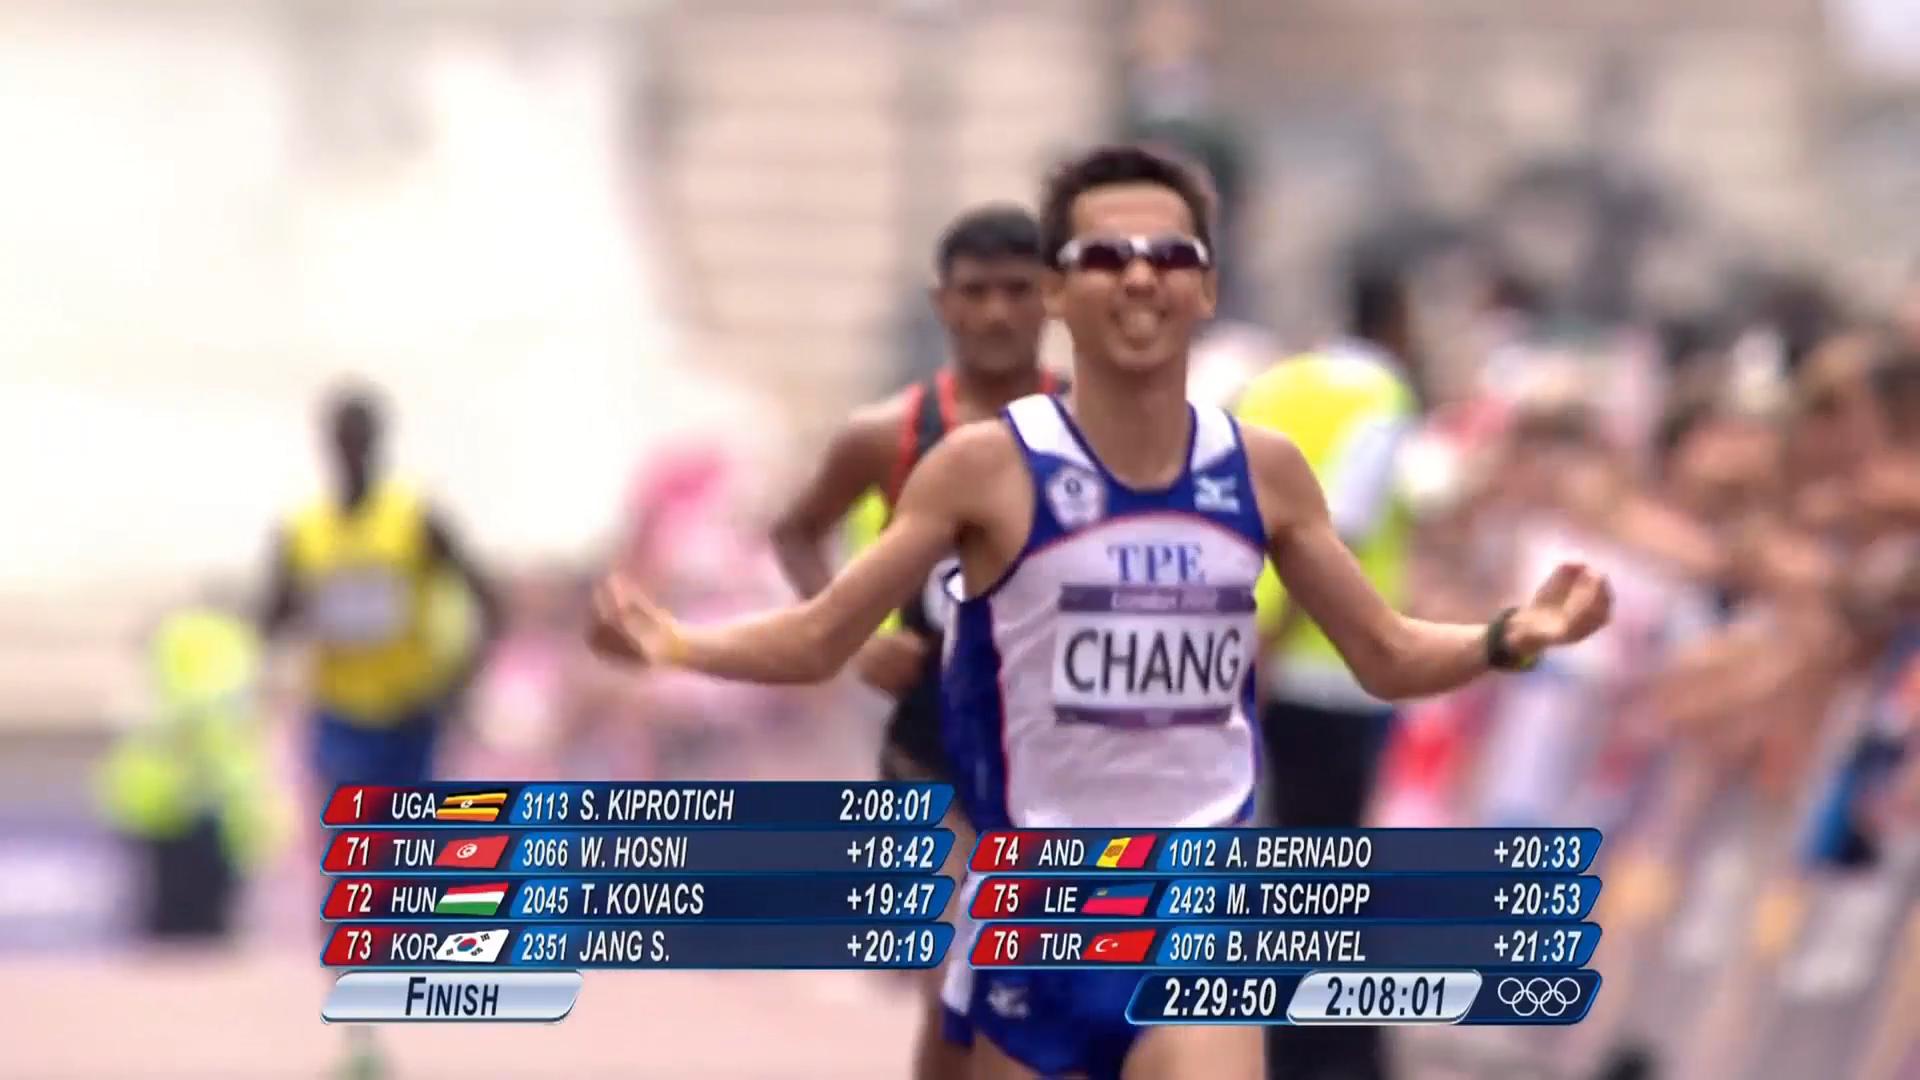 TPE
London 2012
CHANG
1 UGA 3113 S. KIPROTICH 2:08:01
71 TUN 3066 W. HOSNI +18:42
72 HUN 2045 T. KOVACS +19:47
73 KOR 2351 JANG S. +20:19
74 AND 1012 A. BERNADO +20:33
75 LIE 2423 M. TSCHOPP +20:53
76 TUR 3076 B. KARAYEL +21:37
FINISH
2:29:50 2:08:01